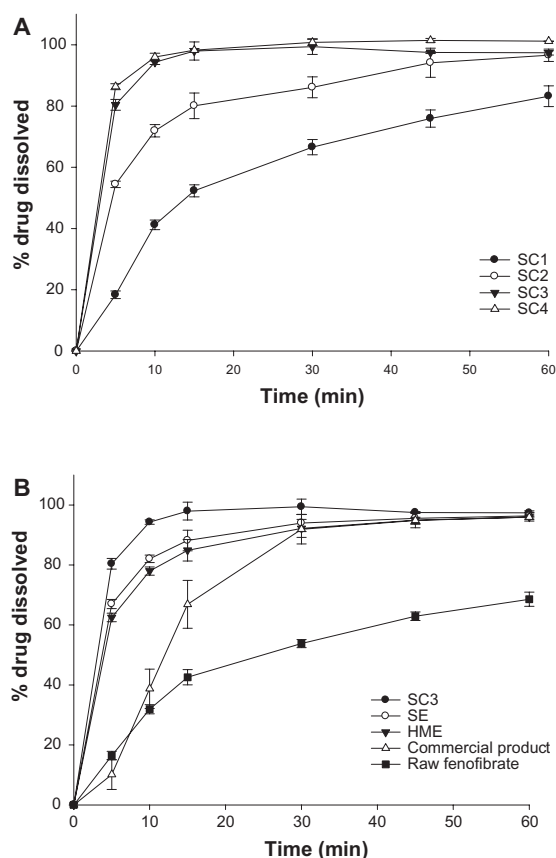 A
100
80
60
40
20
0
% drug dissolved
SC1
SC2
SC3
SC4
0 10 20 30 40 50 60
Time (min)
B
100
80
60
40
20
0
% drug dissolved
SC3
SE
HME
Commercial product
Raw fenofibrate
0 10 20 30 40 50 60
Time (min)